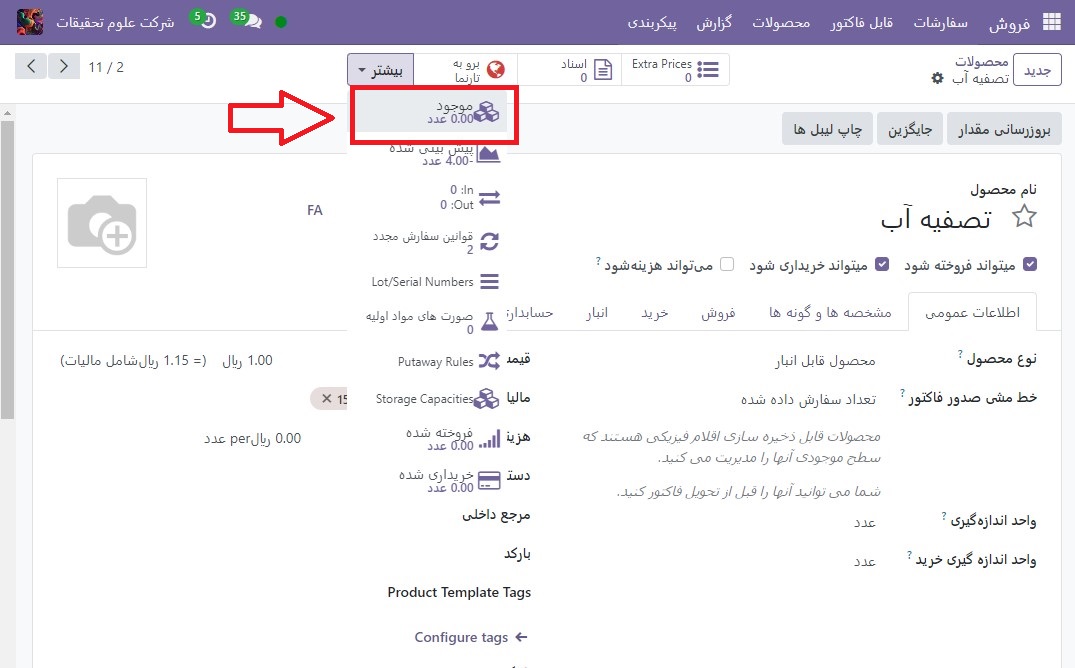 فروش
سفارشات
قابل فاکتور
محصولات
گزارش
پیکربندی
35
5
شرکت علوم تحقیقات
جدید
محصولات
تصفیه آب
Extra Prices
0
اسناد
0
برو به
تارنما
بیشتر
11 / 2
موجود
0.00 عدد
پیش بینی شده
-4.00 عدد
In: 0
Out: 0
قوانین سفارش مجدد
2
Lot/Serial Numbers
صورت های مواد اولیه
0
Putaway Rules
Storage Capacities
فروخته شده
0.00 عدد
خریداری شده
0.00 عدد
بروزرسانی مقدار
جایگزین
چاپ لیبل ها
نام محصول
تصفیه آب
FA
میتواند فروخته شود
میتواند خریداری شود
می‌تواند هزینه‌شود ?
اطلاعات عمومی
مشخصه ها و گونه ها
فروش
خرید
انبار
حسابدار
نوع محصول ?
محصول قابل انبار
خط مشی صدور فاکتور ?
تعداد سفارش داده شده
محصولات قابل ذخیره سازی اقلام فیزیکی هستند که
سطح موجودی آنها را مدیریت می کنید.
شما می توانید آنها را قبل از تحویل فاکتور کنید.
واحد اندازه‌گیری ?
عدد
واحد اندازه گیری خرید ?
عدد
قیمت
1.00 ریال (= 1.15 ریال‌شامل مالیات)
مالیا
15
هزین
0.00 ریال‌per عدد
دست
مرجع داخلی
بارکد
Product Template Tags
Configure tags